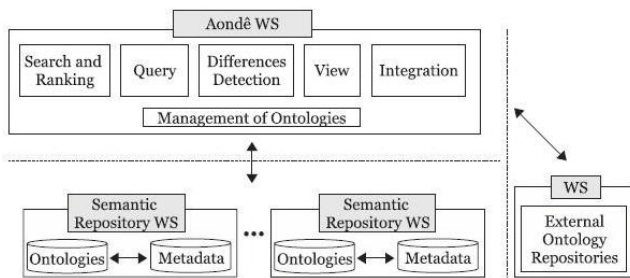 Aondê WS
Search and
Ranking
Query
Differences
Detection
View
Integration
Management of Ontologies
Semantic
Repository WS
Ontologies
Metadata
...
Semantic
Repository WS
Ontologies
Metadata
WS
External
Ontology
Repositories